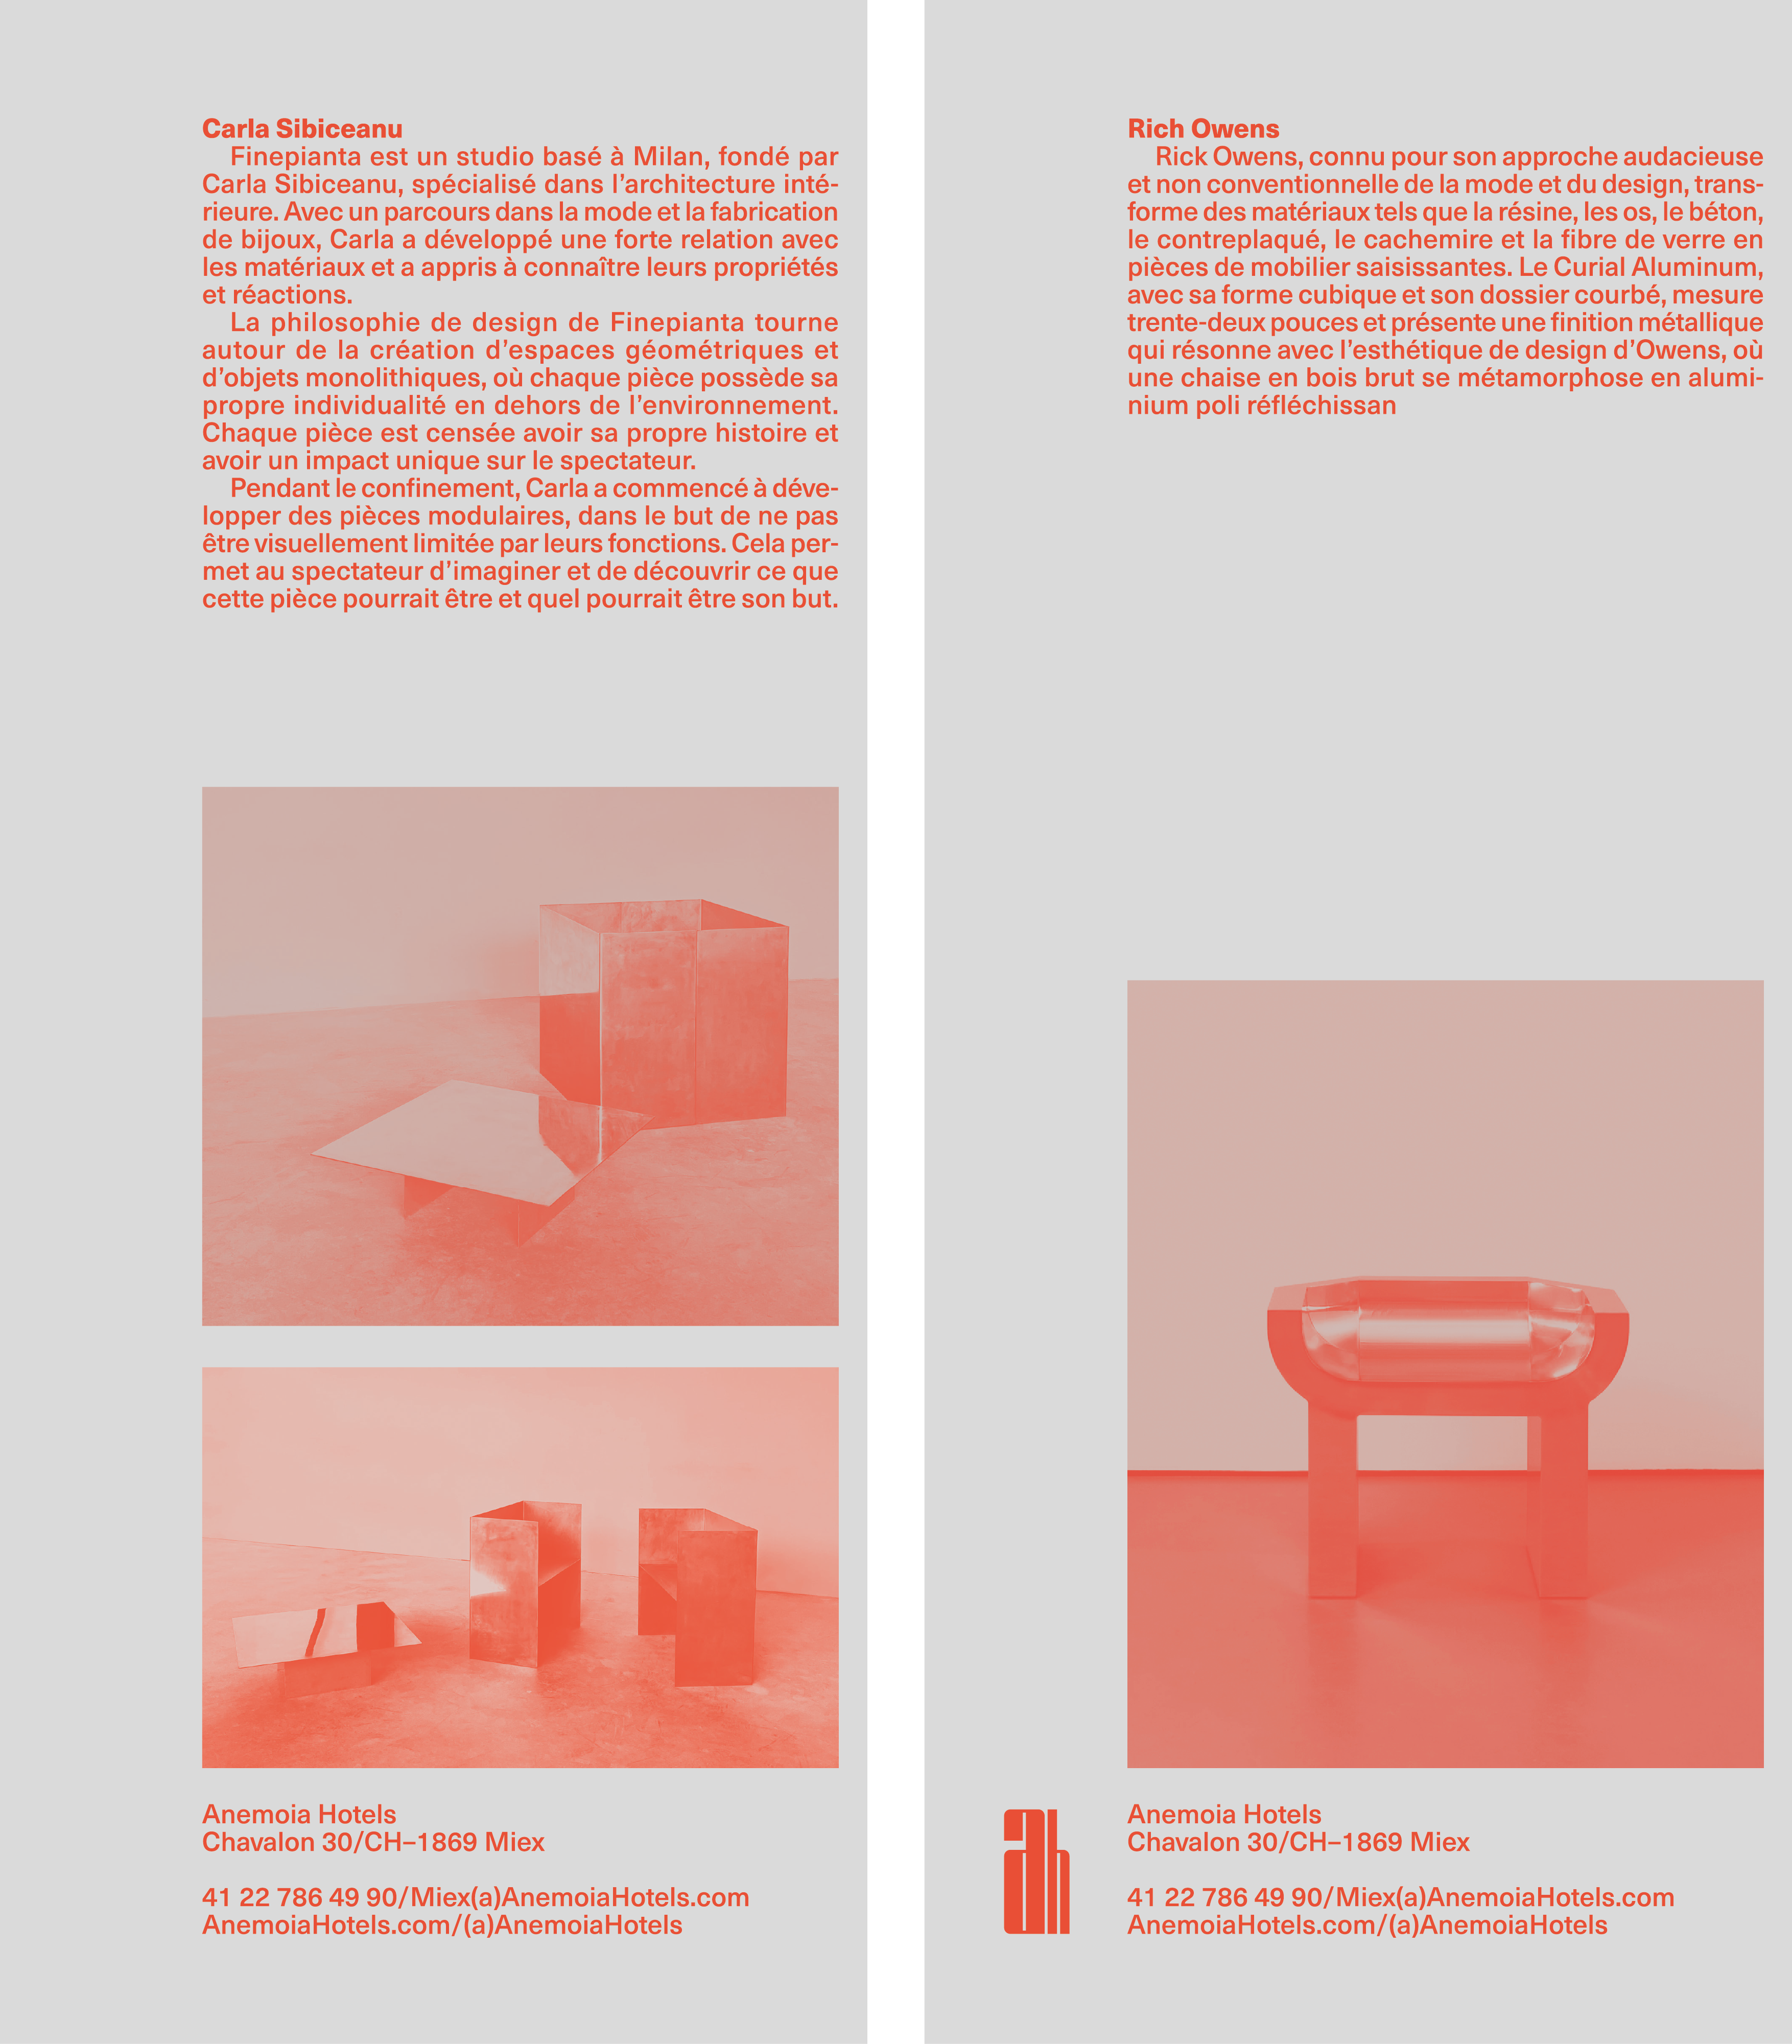 Carla Sibiceanu
Finepianta est un studio basé à Milan, fondé par
Carla Sibiceanu, spécialisé dans l’architecture inté-
rieure. Avec un parcours dans la mode et la fabrication
de bijoux, Carla a développé une forte relation avec
les matériaux et a appris à connaître leurs propriétés
et réactions.
La philosophie de design de Finepianta tourne
autour de la création d’espaces géométriques et
d’objets monolithiques, où chaque pièce possède sa
propre individualité en dehors de l’environnement.
Chaque pièce est censée avoir sa propre histoire et
avoir un impact unique sur le spectateur.
Pendant le confinement, Carla a commencé à déve-
lopper des pièces modulaires, dans le but de ne pas
être visuellement limitée par leurs fonctions. Cela per-
met au spectateur d’imaginer et de découvrir ce que
cette pièce pourrait être et quel pourrait être son but.
Anemoia Hotels
Chavalon 30/CH–1869 Miex
41 22 786 49 90/Miex(a)AnemoiaHotels.com
AnemoiaHotels.com/(a)AnemoiaHotels
Rich Owens
Rick Owens, connu pour son approche audacieuse
et non conventionnelle de la mode et du design, trans-
forme des matériaux tels que la résine, les os, le béton,
le contreplaqué, le cachemire et la fibre de verre en
pièces de mobilier saisissantes. Le Curial Aluminum,
avec sa forme cubique et son dossier courbé, mesure
trente-deux pouces et présente une finition métallique
qui résonne avec l’esthétique de design d’Owens, où
une chaise en bois brut se métamorphose en alumi-
nium poli réfléchissan
ah
Anemoia Hotels
Chavalon 30/CH–1869 Miex
41 22 786 49 90/Miex(a)AnemoiaHotels.com
AnemoiaHotels.com/(a)AnemoiaHotels